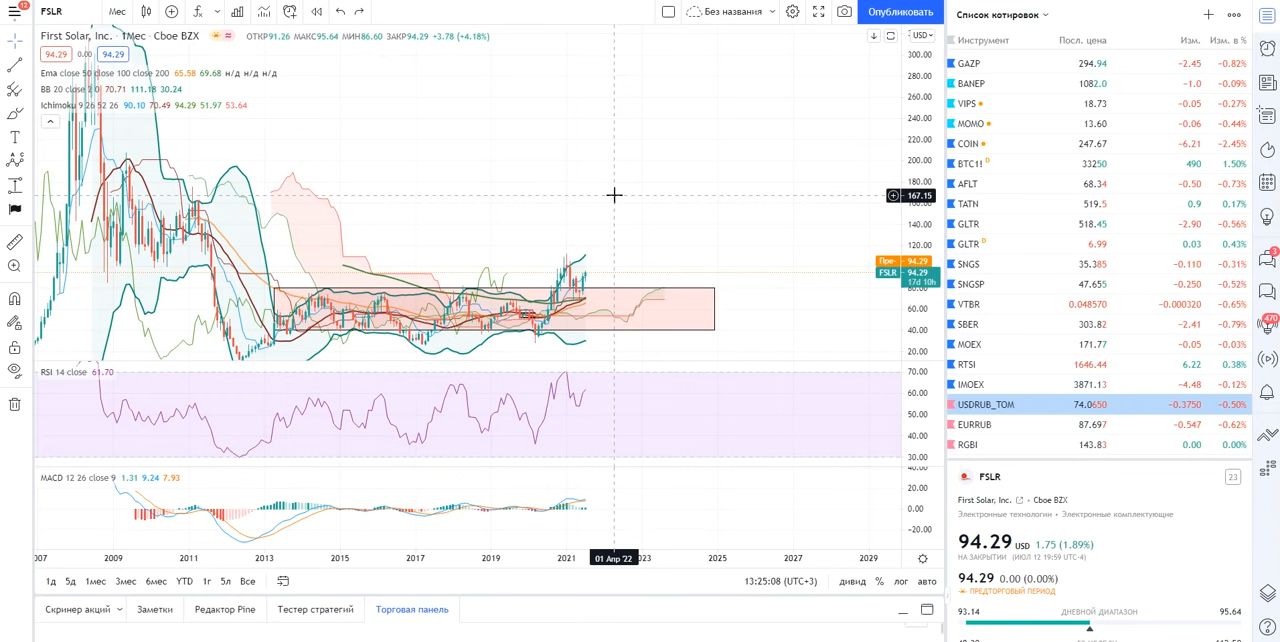 12
FSLR
Мес
Без названия
Опубликовать
First Solar, Inc. · 1Мес · Cboe BZX
ОТКР91.26 МАКС95.64 МИН86.60 ЗАКР94.29 +3.78 (+4.18%)
94.29 0.00 94.29
Ema close 50 close 100 close 200 65.58 69.68 н/д н/д н/д
BB 20 close 2 0 70.71 111.18 30.24
Ichimoku 9 26 52 26 90.10 70.49 94.29 51.97 53.64
USD
300.00
280.00
260.00
240.00
220.00
200.00
180.00
167.15
160.00
140.00
120.00
Пре- 94.29
FSLR 94.29
17d 10h
80.00
60.00
40.00
20.00
RSI 14 close 61.70
70.00
60.00
50.00
40.00
30.00
MACD 12 26 close 9 1.31 9.24 7.93
40.00
20.00
0.00
−20.00
007 2009 2011 2013 2015 2017 2019 2021 01 Апр '22 023 2025 2027 2029
1д 5д 1мес 3мес 6мес YTD 1г 5л Все
13:25:08 (UTC+3) дивид % лог авто
Скринер акций Заметки Редактор Pine Тестер стратегий Торговая панель
Список котировок
Инструмент Посл. цена Изм. Изм. в %
GAZP 294.94 −2.45 −0.82%
BANEP 1082.0 −1.0 −0.09%
VIPS 18.73 −0.05 −0.27%
MOMO 13.60 −0.06 −0.44%
COIN 247.67 −6.21 −2.45%
BTC1! D 33250 490 1.50%
AFLT 68.34 −0.50 −0.73%
TATN 519.5 0.9 0.17%
GLTR 518.45 −2.90 −0.56%
GLTR D 6.99 0.03 0.43%
SNGS 35.385 −0.110 −0.31%
SNGSP 47.655 −0.250 −0.52%
VTBR 0.048570 −0.000320 −0.65%
SBER 303.82 −2.41 −0.79%
MOEX 171.77 −0.05 −0.03%
RTSI 1646.44 6.22 0.38%
IMOEX 3871.13 −4.48 −0.12%
USDRUB_TOM 74.0650 −0.3750 −0.50%
EURRUB 87.697 −0.547 −0.62%
RGBI 143.83 0.00 0.00%
FSLR
23
First Solar, Inc. • Cboe BZX
Электронные технологии • Электронные комплектующие
94.29 USD 1.75 (1.89%)
НА ЗАКРЫТИИ (ИЮЛ 12 19:59 UTC-4)
94.29 0.00 (0.00%)
ПРЕДТОРГОВЫЙ ПЕРИОД
93.14 ДНЕВНОЙ ДИАПАЗОН 95.64
3
470